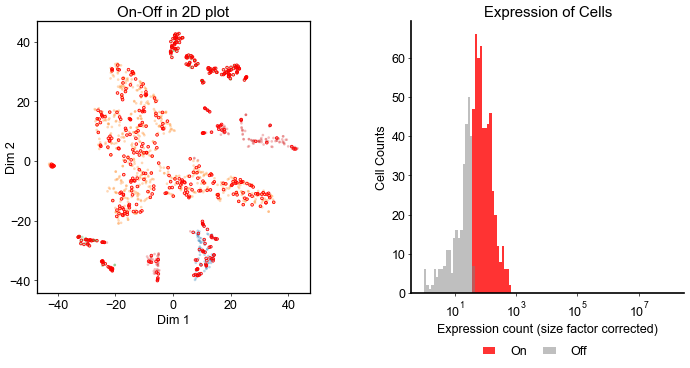 On-Off in 2D plot
Dim 2
40
20
0
−20
−40
−40 −20 0 20 40
Dim 1
Expression of Cells
Cell Counts
60
50
40
30
20
10
0
10^1 10^3 10^5 10^7
Expression count (size factor corrected)
On Off